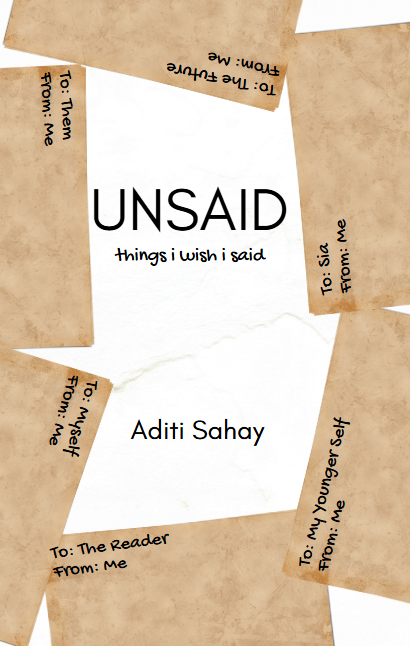 To: The Future
From: Me
To: Them
From: Me
UNSAID
things i wish i said
To: Sia
From: Me
To: Myself
From: Me
Aditi Sahay
To: My Younger Self
From: Me
To: The Reader
From: Me